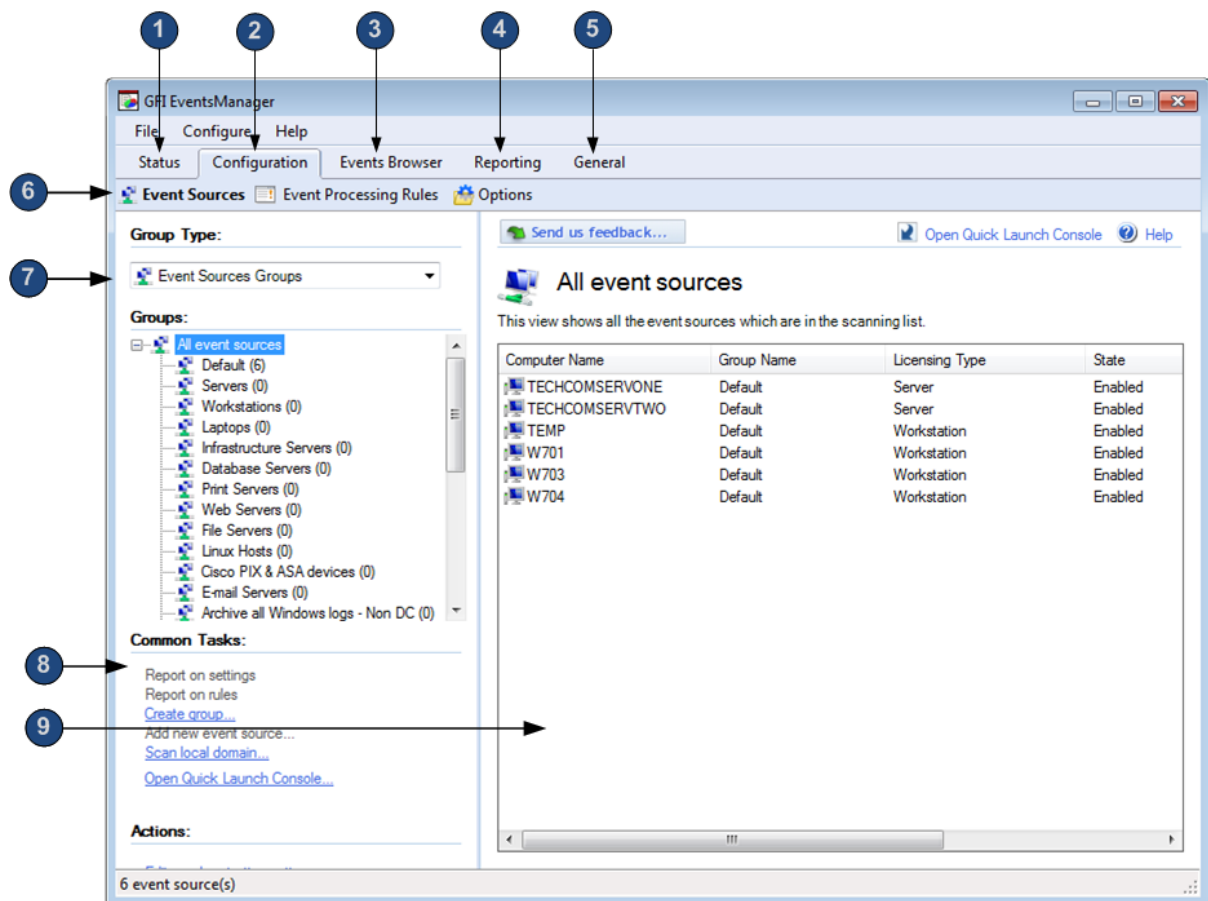 1 2 3 4 5
GFI EventsManager
File Configure Help
Status Configuration Events Browser Reporting General
6
Event Sources Event Processing Rules Options
Group Type:
7
Event Sources Groups
Groups:
All event sources
Default (6)
Servers (0)
Workstations (0)
Laptops (0)
Infrastructure Servers (0)
Database Servers (0)
Print Servers (0)
Web Servers (0)
File Servers (0)
Linux Hosts (0)
Cisco PIX & ASA devices (0)
E-mail Servers (0)
Archive all Windows logs - Non DC (0)
Common Tasks:
8
Report on settings
Report on rules
Create group...
9
Add new event source...
Scan local domain...
Open Quick Launch Console...
Actions:
Send us feedback...
Open Quick Launch Console Help
All event sources
This view shows all the event sources which are in the scanning list.
Computer Name Group Name Licensing Type State
TECHCOMSERVONE Default Server Enabled
TECHCOMSERVTWO Default Server Enabled
TEMP Default Workstation Enabled
W701 Default Workstation Enabled
W703 Default Workstation Enabled
W704 Default Workstation Enabled
6 event source(s)